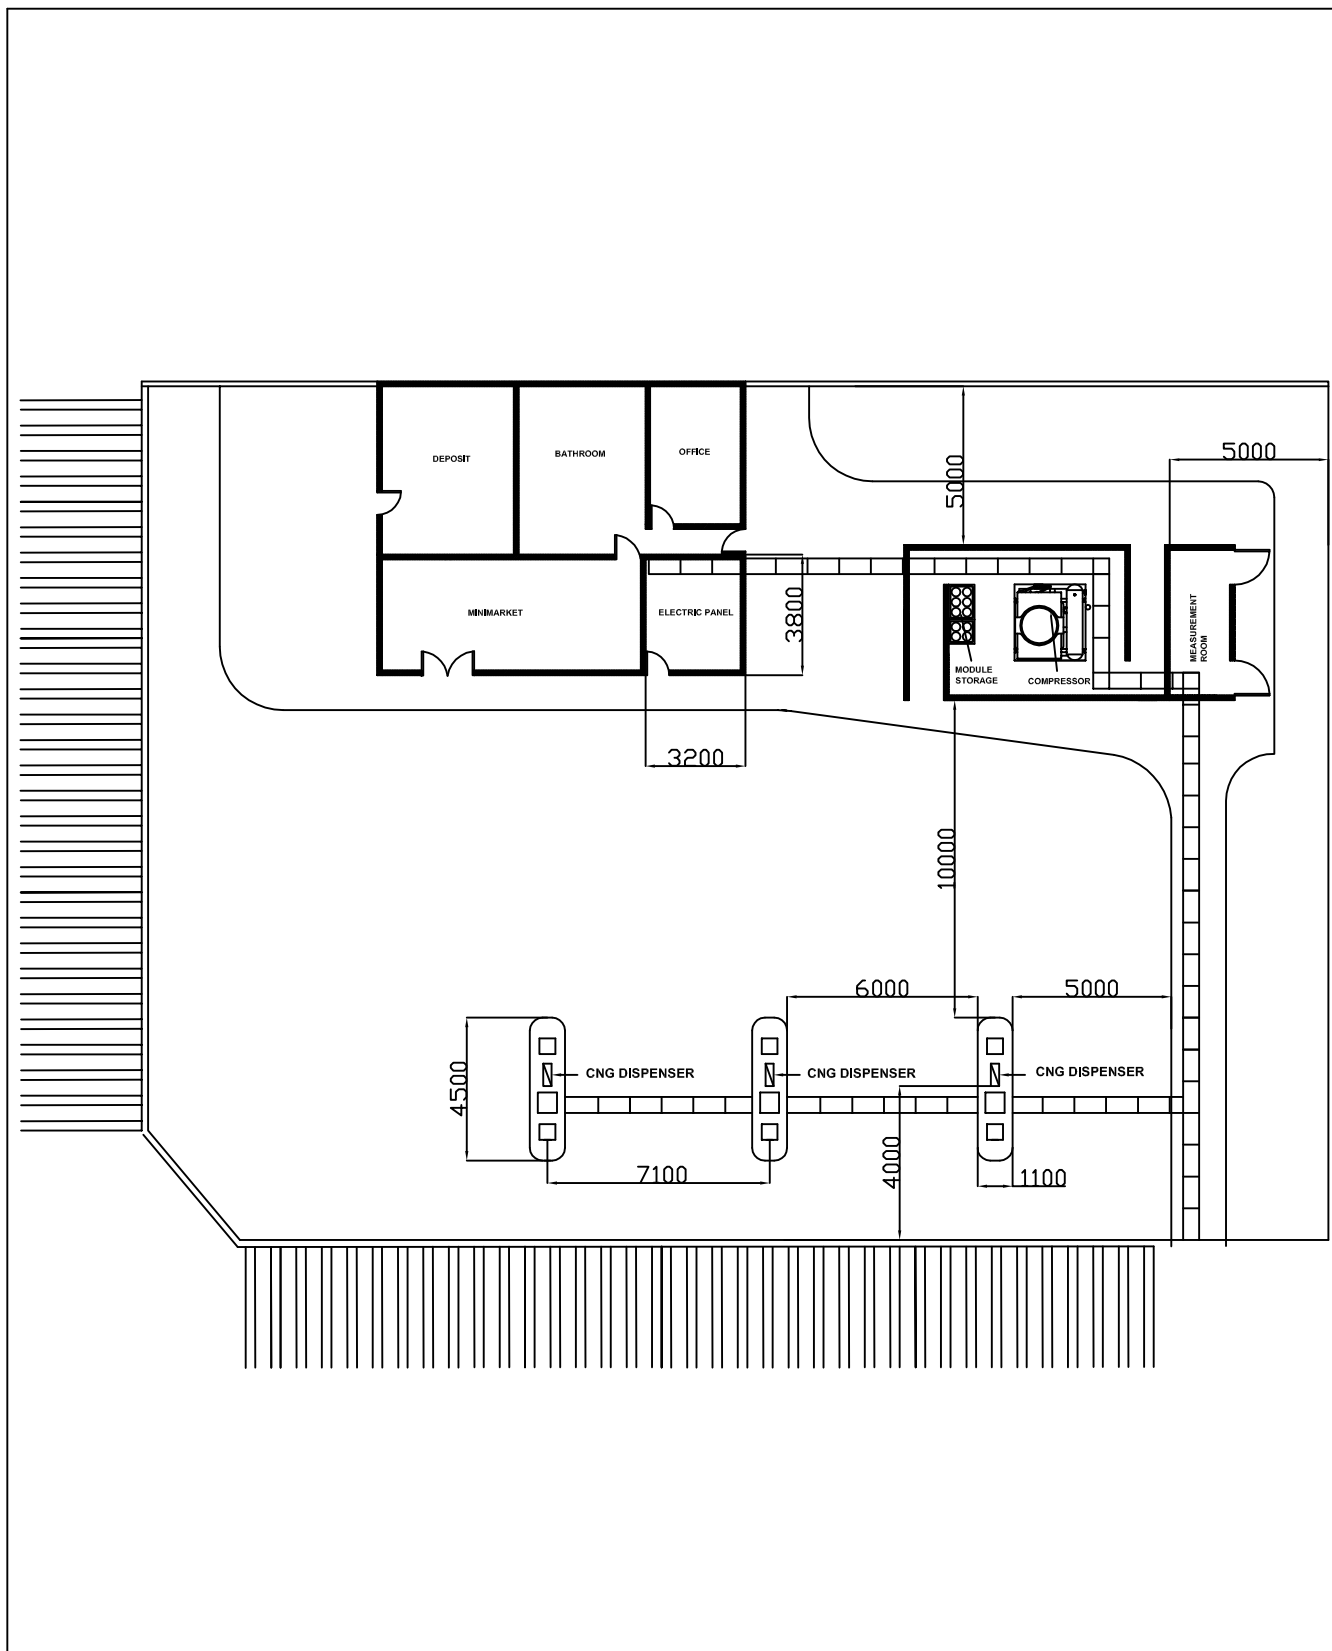 5000
DEPOSIT
BATHROOM
OFFICE
5000
MINIMARKET
ELECTRIC PANEL
3800
MODULE
STORAGE
COMPRESSOR
MEASUREMENT
ROOM
3200
10000
6000
5000
4500
CNG DISPENSER
CNG DISPENSER
CNG DISPENSER
7100
4000
1100